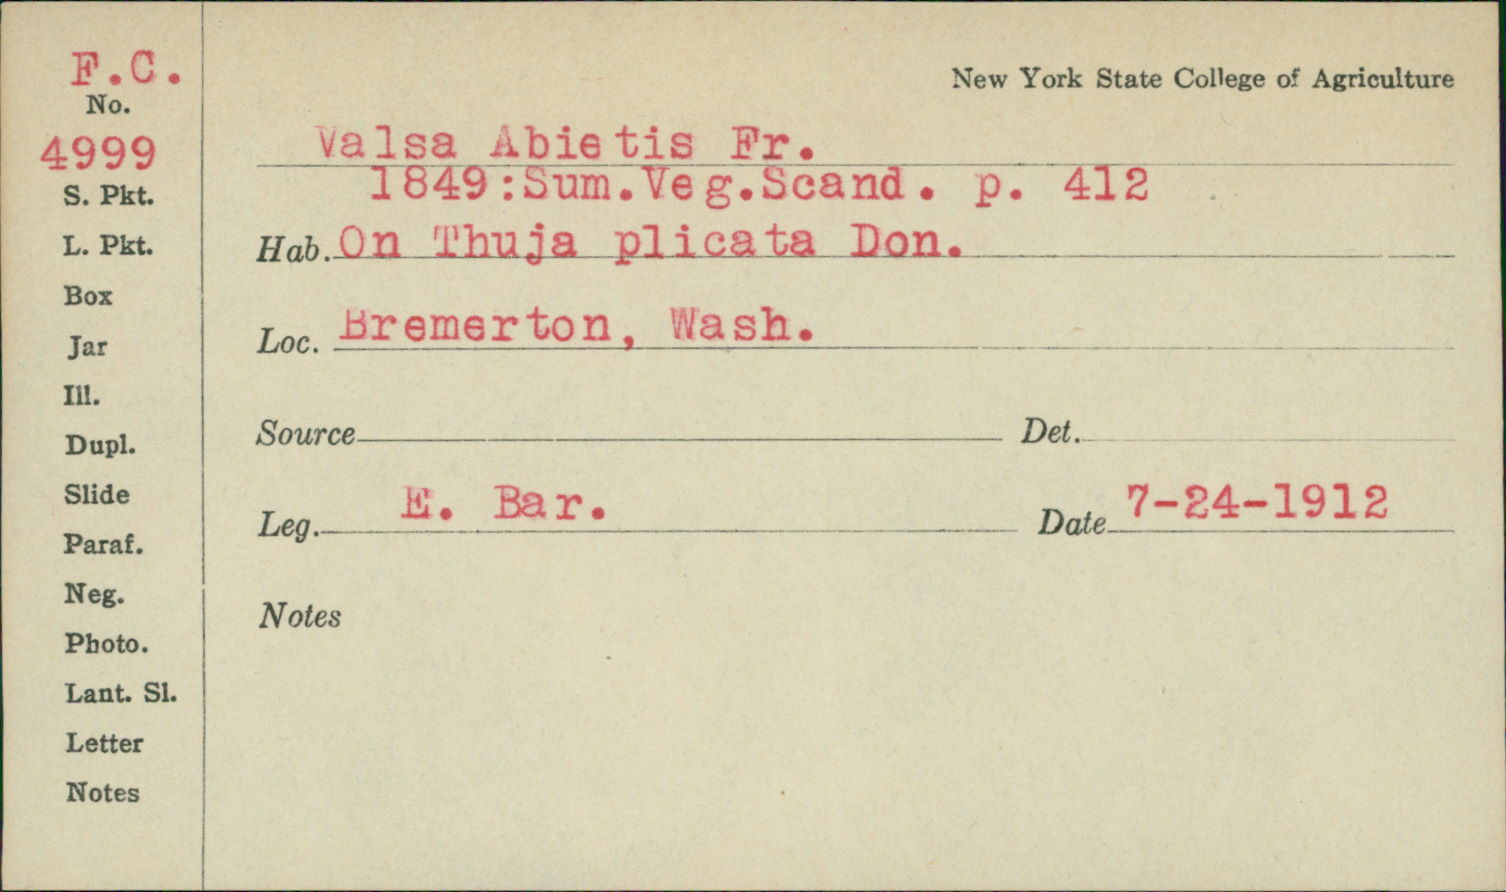 F.C.
No.
4999
S. Pkt.
L. Pkt.
Box
Jar
Ill.
Dupl.
Slide
Paraf.
Neg.
Photo.
Lant. Sl.
Letter
Notes
New York State College of Agriculture
Valsa Abietis Fr.
1849:Sum.Veg.Scand. p. 412
Hab. On Thuja plicata Don.
Loc. Bremerton, Wash.
Source Det.
Leg. E. Bar. Date 7-24-1912
Notes